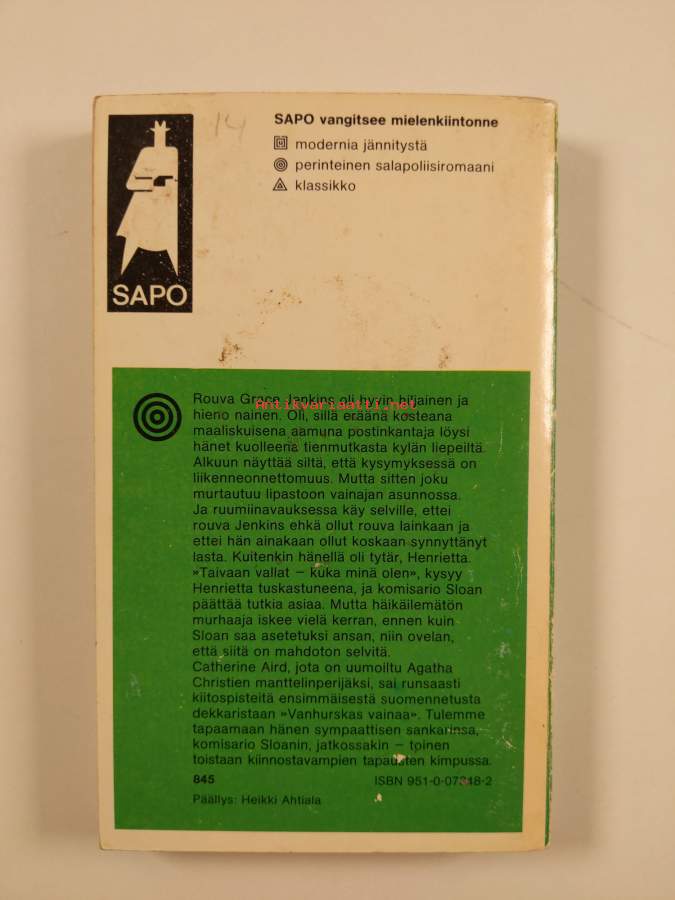 14
SAPO
SAPO vangitsee mielenkiintonne
modernia jännitystä
perinteinen salapoliisiromaani
klassikko
Rouva Grace Jenkins oli hyvin hiljainen ja
Antikvariaatti.net
hieno nainen. Oli, sillä eräänä kosteana
maaliskuisena aamuna postinkantaja löysi
hänet kuolleena tienmutkasta kylän liepeiltä.
Alkuun näyttää siltä, että kysymyksessä on
liikenneonnettomuus. Mutta sitten joku
murtautuu lipastoon vainajan asunnossa.
Ja ruumiinavauksessa käy selville, ettei
rouva Jenkins ehkä ollut rouva lainkaan ja
ettei hän ainakaan ollut koskaan synnyttänyt
lasta. Kuitenkin hänellä oli tytär, Henrietta.
»Taivaan vallat – kuka minä olen», kysyy
Henrietta tuskastuneena, ja komisario Sloan
päättää tutkia asiaa. Mutta häikäilemätön
murhaaja iskee vielä kerran, ennen kuin
Sloan saa asetetuksi ansan, niin ovelan,
että siitä on mahdoton selvitä.
Catherine Aird, jota on uumoiltu Agatha
Christien manttelinperijäksi, sai runsaasti
kiitospisteitä ensimmäisestä suomennetusta
dekkaristaan »Vanhurskas vainaa». Tulemme
tapaamaan hänen sympaattisen sankarinsa,
komisario Sloanin, jatkossakin – toinen
toistaan kiinnostavampien tapausten kimpussa.
845
ISBN 951-0-07348-2
Päällys: Heikki Ahtiala